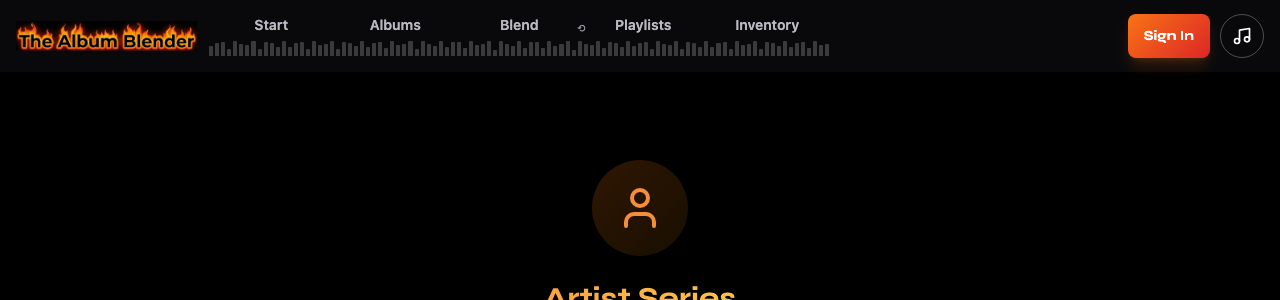 The Album Blender
Start
Albums
Blend
Playlists
Inventory
Sign In
Artist Series